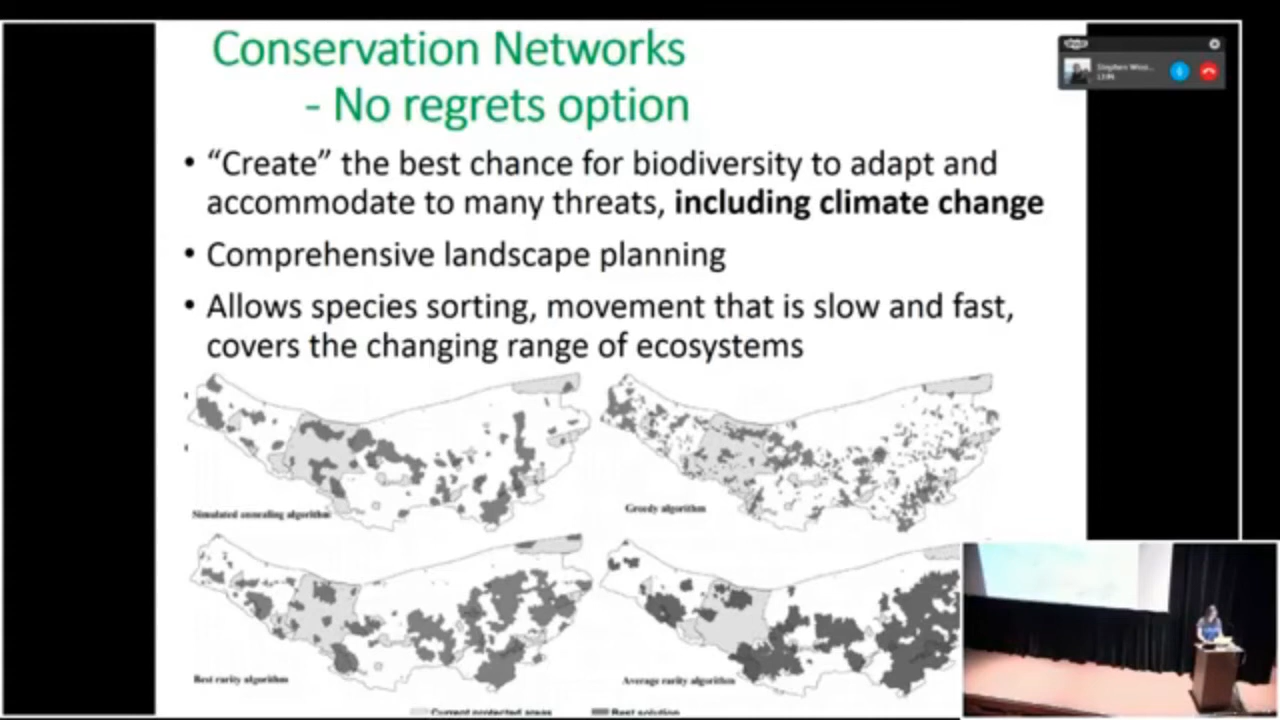 Conservation Networks
- No regrets option
• “Create” the best chance for biodiversity to adapt and
accommodate to many threats, including climate change
• Comprehensive landscape planning
• Allows species sorting, movement that is slow and fast,
covers the changing range of ecosystems
Simulated annealing algorithm
Greedy algorithm
Best rarity algorithm
Average rarity algorithm
Current protected areas
Best solution